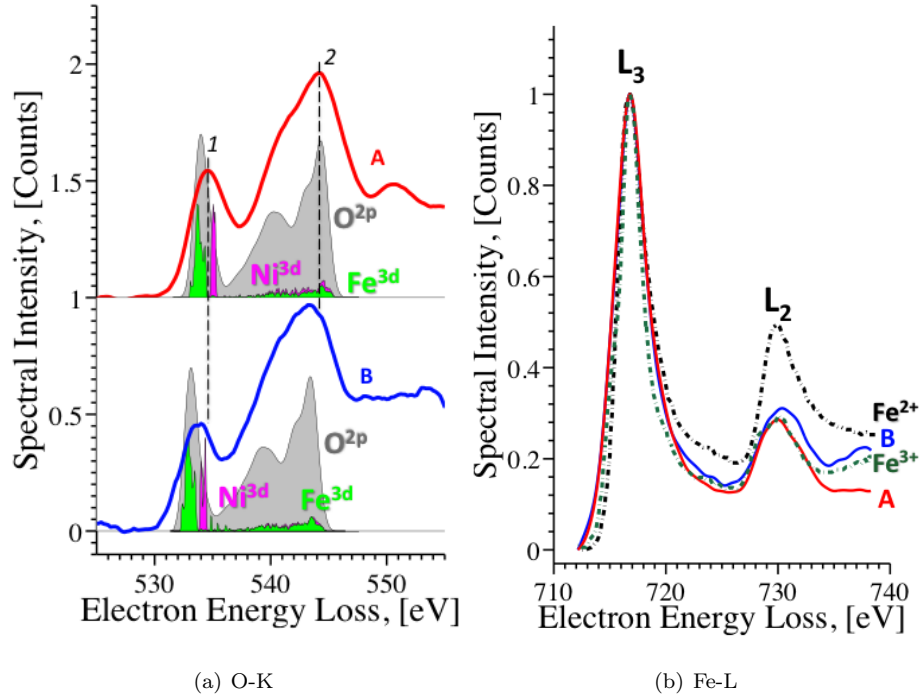 Spectral Intensity, [Counts]
2
1.5
1
0.5
0
1
2
A
O2p
Ni3d
Fe3d
B
O2p
Ni3d
Fe3d
530
540
550
Electron Energy Loss, [eV]
(a) O-K
Spectral Intensity, [Counts]
1
0.8
0.6
0.4
0.2
0
L3
L2
Fe2+
B
Fe3+
A
710
720
730
740
Electron Energy Loss, [eV]
(b) Fe-L